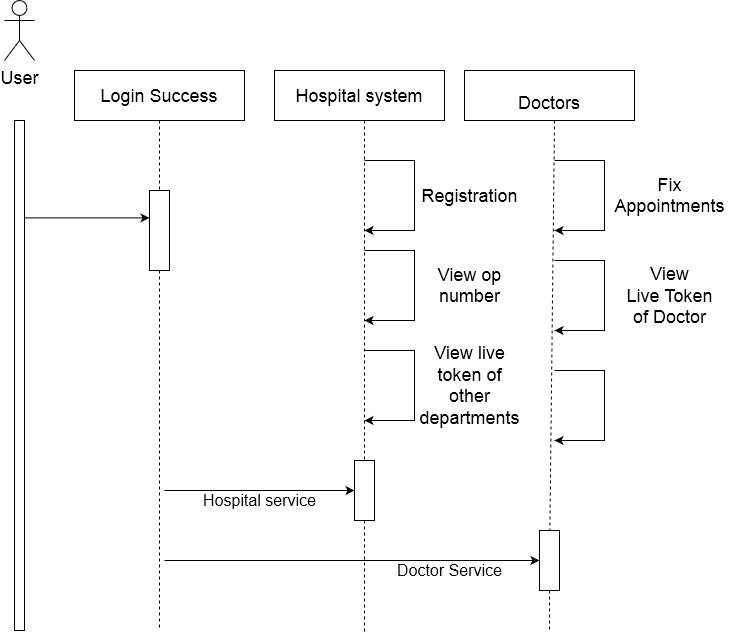 User
Login Success
Hospital system
Doctors
Registration
Fix
Appointments
View op
number
View
Live Token
of Doctor
View live
token of
other
departments
Hospital service
Doctor Service